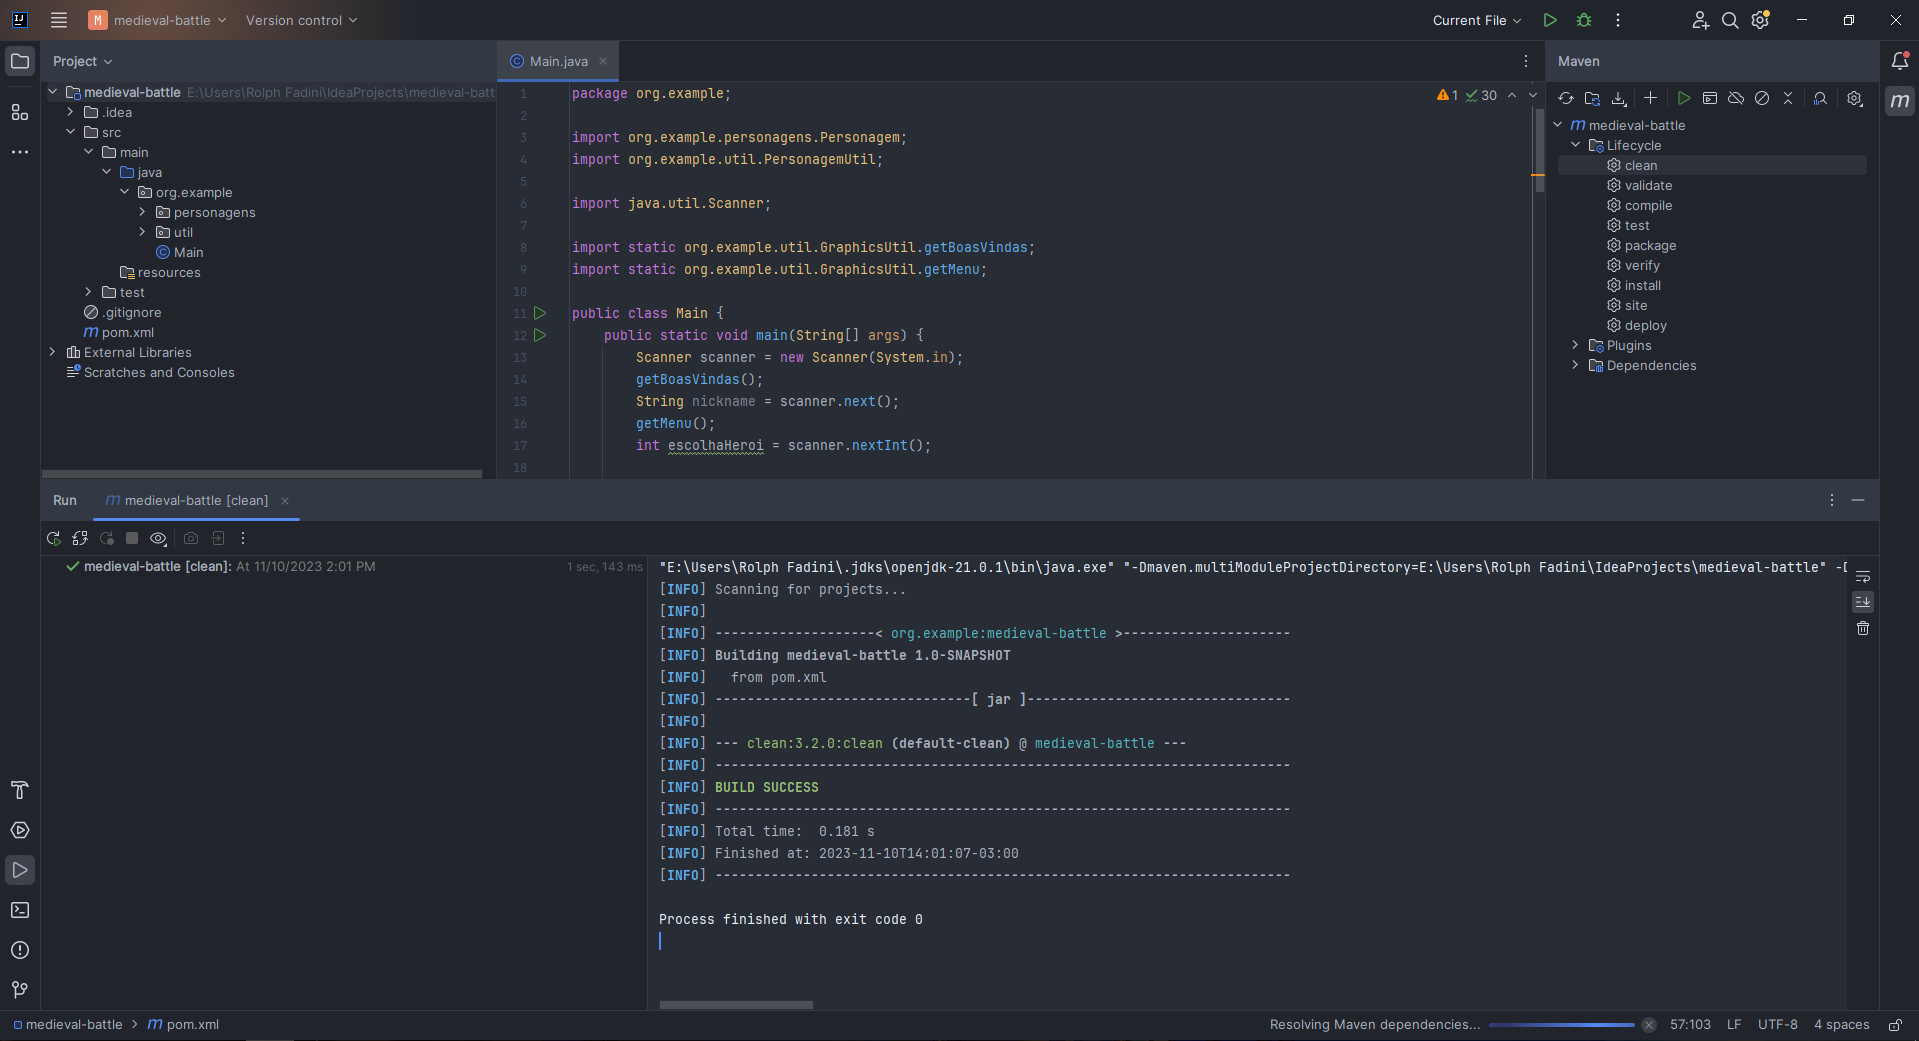 M medieval-battle Version control Current File
Project
Main.java
Maven
medieval-battle E:\Users\Rolph Fadini\IdeaProjects\medieval-batt
.idea
src
main
java
org.example
personagens
util
Main
resources
test
.gitignore
m pom.xml
External Libraries
Scratches and Consoles
1 package org.example;
2
3 import org.example.personagens.Personagem;
4 import org.example.util.PersonagemUtil;
5
6 import java.util.Scanner;
7
8 import static org.example.util.GraphicsUtil.getBoasVindas;
9 import static org.example.util.GraphicsUtil.getMenu;
10
11 public class Main {
12 public static void main(String[] args) {
13 Scanner scanner = new Scanner(System.in);
14 getBoasVindas();
15 String nickname = scanner.next();
16 getMenu();
17 int escolhaHeroi = scanner.nextInt();
18
1 30
m medieval-battle
Lifecycle
clean
validate
compile
test
package
verify
install
site
deploy
Plugins
Dependencies
m
Run m medieval-battle [clean]
medieval-battle [clean]: At 11/10/2023 2:01 PM 1 sec, 143 ms
"E:\Users\Rolph Fadini\.jdks\openjdk-21.0.1\bin\java.exe" "-Dmaven.multiModuleProjectDirectory=E:\Users\Rolph Fadini\IdeaProjects\medieval-battle" -D
[INFO] Scanning for projects...
[INFO]
[INFO] --------------------< org.example:medieval-battle >---------------------
[INFO] Building medieval-battle 1.0-SNAPSHOT
[INFO]   from pom.xml
[INFO] --------------------------------[ jar ]---------------------------------
[INFO]
[INFO] --- clean:3.2.0:clean (default-clean) @ medieval-battle ---
[INFO] ------------------------------------------------------------------------
[INFO] BUILD SUCCESS
[INFO] ------------------------------------------------------------------------
[INFO] Total time:  0.181 s
[INFO] Finished at: 2023-11-10T14:01:07-03:00
[INFO] ------------------------------------------------------------------------
Process finished with exit code 0
medieval-battle > m pom.xml
Resolving Maven dependencies... 57:103 LF UTF-8 4 spaces